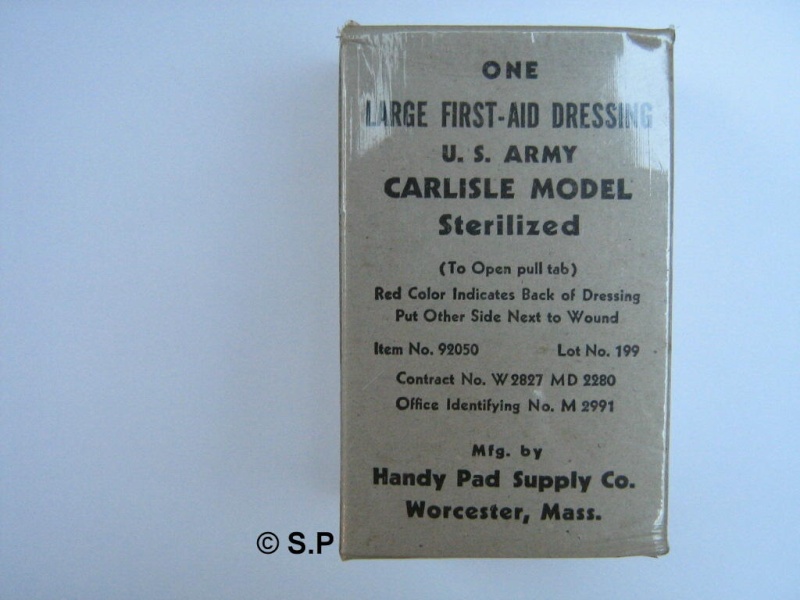 ONE
LARGE FIRST-AID DRESSING
U. S. ARMY
CARLISLE MODEL
Sterilized
(To Open pull tab)
Red Color Indicates Back of Dressing
Put Other Side Next to Wound
Item No. 92050 Lot No. 199
Contract No. W 2827 MD 2280
Office Identifying No. M 2991
Mfg. by
Handy Pad Supply Co.
Worcester, Mass.
© S.P